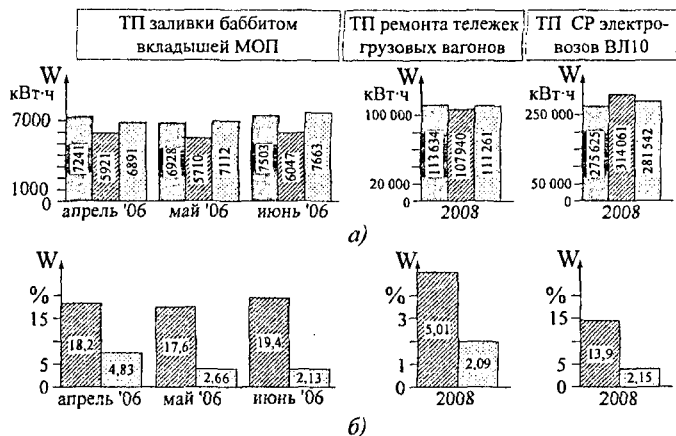 ТП заливки баббитом
вкладышей МОП
ТП ремонта тележек
грузовых вагонов
ТП СР электро-
возов ВЛ10
W
кВт·ч
7000
1000
0
7241
5921
6891
6928
5710
7112
7503
6047
7663
апрель '06
май '06
июнь '06
W
кВт·ч
100 000
20 000
0
113 634
107 940
111 261
2008
W
кВт·ч
250 000
50 000
0
275 625
314 061
281 542
2008
а)
W
%
15
5
0
18,2
4,83
17,6
2,66
19,4
2,13
апрель '06
май '06
июнь '06
W
%
3
1
0
5,01
2,09
2008
W
%
15
5
0
13,9
2,15
2008
б)